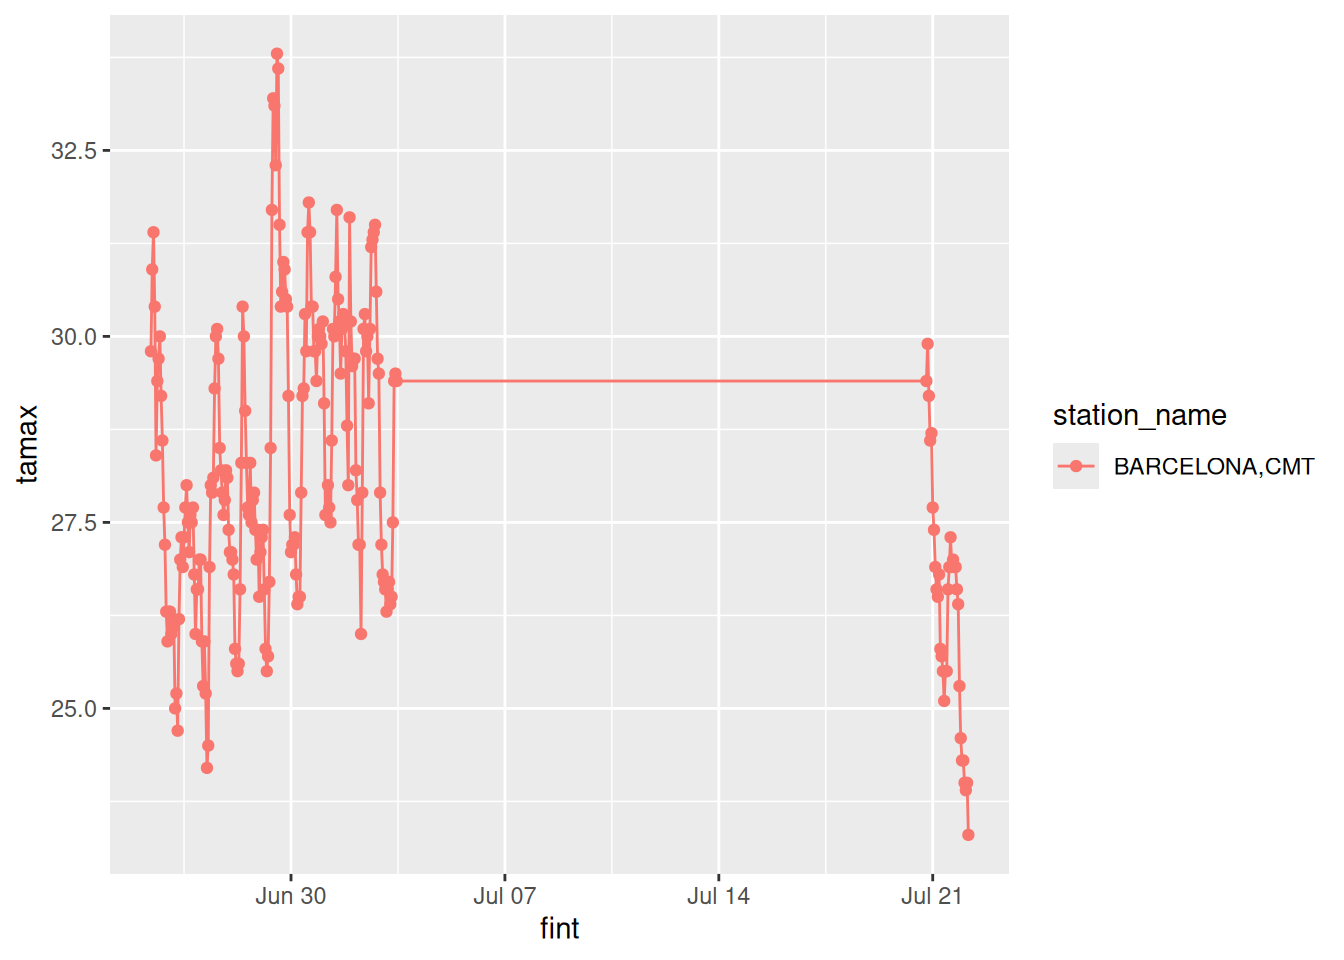 32.5
30.0
27.5
25.0
tamax
Jun 30
Jul 07
Jul 14
Jul 21
fint
station_name
BARCELONA,CMT